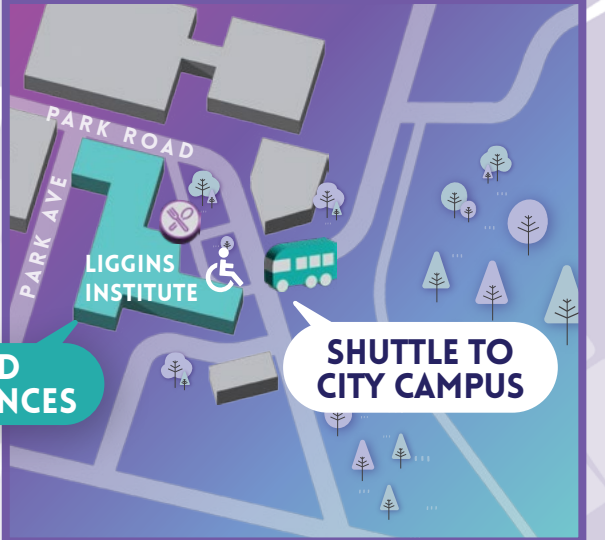 PARK ROAD
PARK AVE
LIGGINS
INSTITUTE
SHUTTLE TO
CITY CAMPUS
D
NCES